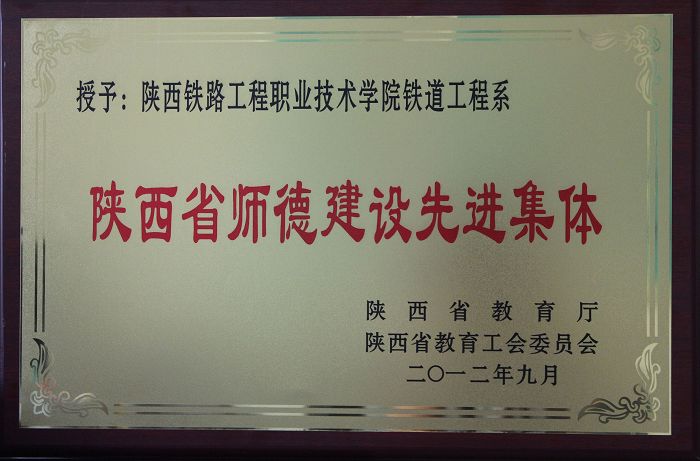 授予：陕西铁路工程职业技术学院铁道工程系
陕西省师德建设先进集体
陕西省教育厅
陕西省教育工会委员会
二〇一二年九月